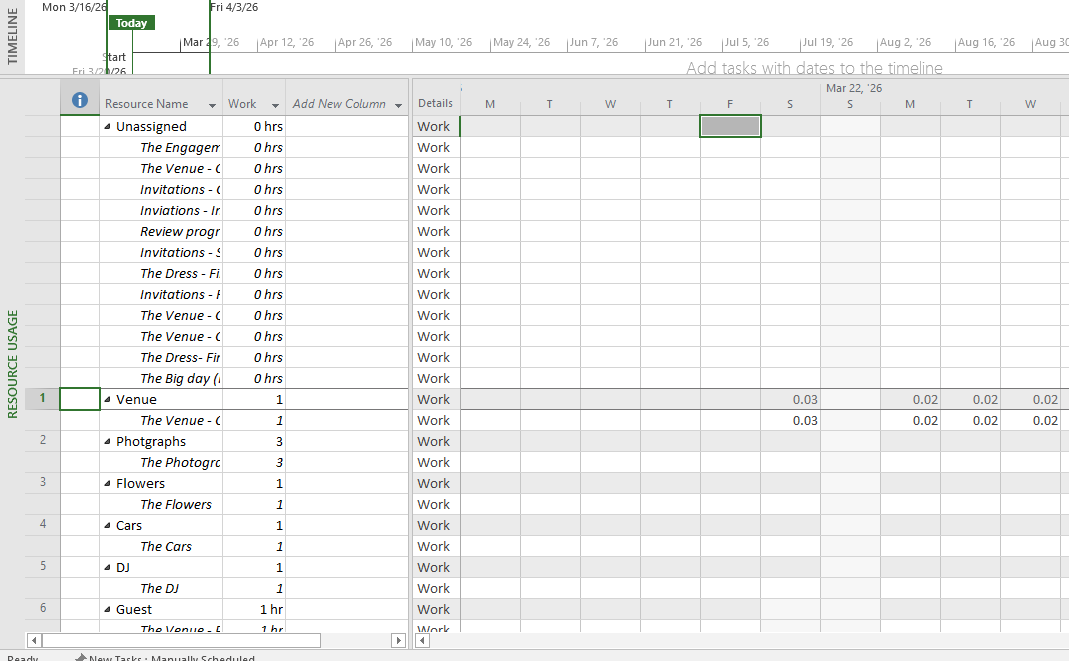 Mon 3/16/26 Fri 4/3/26
Today
Mar 29, '26 Apr 12, '26 Apr 26, '26 May 10, '26 May 24, '26 Jun 7, '26 Jun 21, '26 Jul 5, '26 Jul 19, '26 Aug 2, '26 Aug 16, '26 Aug 30
Start
Fri 3/20/26
Add tasks with dates to the timeline
TIMELINE
RESOURCE USAGE
Mar 22, '26
Resource Name Work Add New Column Details M T W T F S S M T W
Unassigned 0 hrs Work
The Engagem 0 hrs Work
The Venue - C 0 hrs Work
Invitations - C 0 hrs Work
Inviations - Ir 0 hrs Work
Review progr 0 hrs Work
Invitations - S 0 hrs Work
The Dress - Fi 0 hrs Work
Invitations - F 0 hrs Work
The Venue - C 0 hrs Work
The Venue - C 0 hrs Work
The Dress- Fir 0 hrs Work
The Big day (i 0 hrs Work
1 Venue 1 Work 0.03 0.02 0.02 0.02
The Venue - C 1 Work 0.03 0.02 0.02 0.02
2 Photgraphs 3 Work
The Photogra 3 Work
3 Flowers 1 Work
The Flowers 1 Work
4 Cars 1 Work
The Cars 1 Work
5 DJ 1 Work
The DJ 1 Work
6 Guest 1 hr Work
The Venue - F 1 hr Work
Ready New Tasks : Manually Scheduled